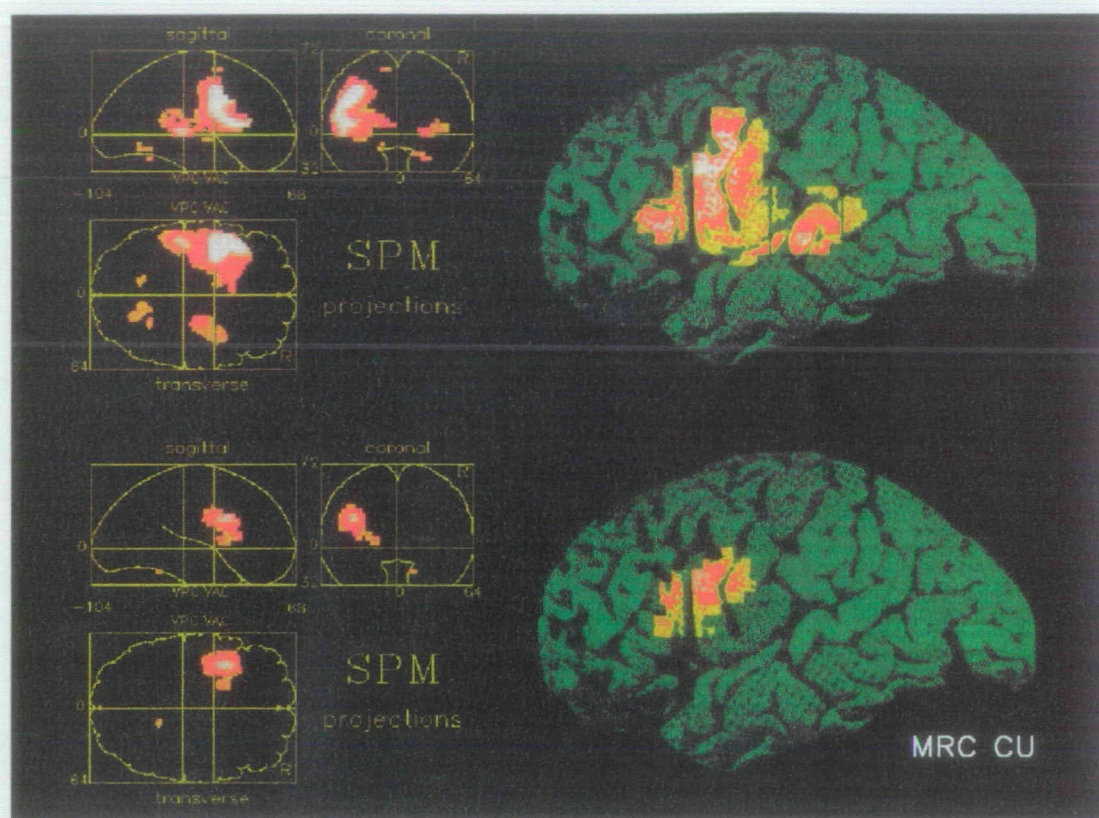 sagittal
coronal
72
R
0
0
32
-104
68
0
64
VPC VAC
VPC VAC
SPM
0
projections
64
R
transverse
sagittal
coronal
72
R
0
0
32
-104
68
0
64
VPC VAC
VPC VAC
SPM
0
projections
MRC CU
64
R
transverse